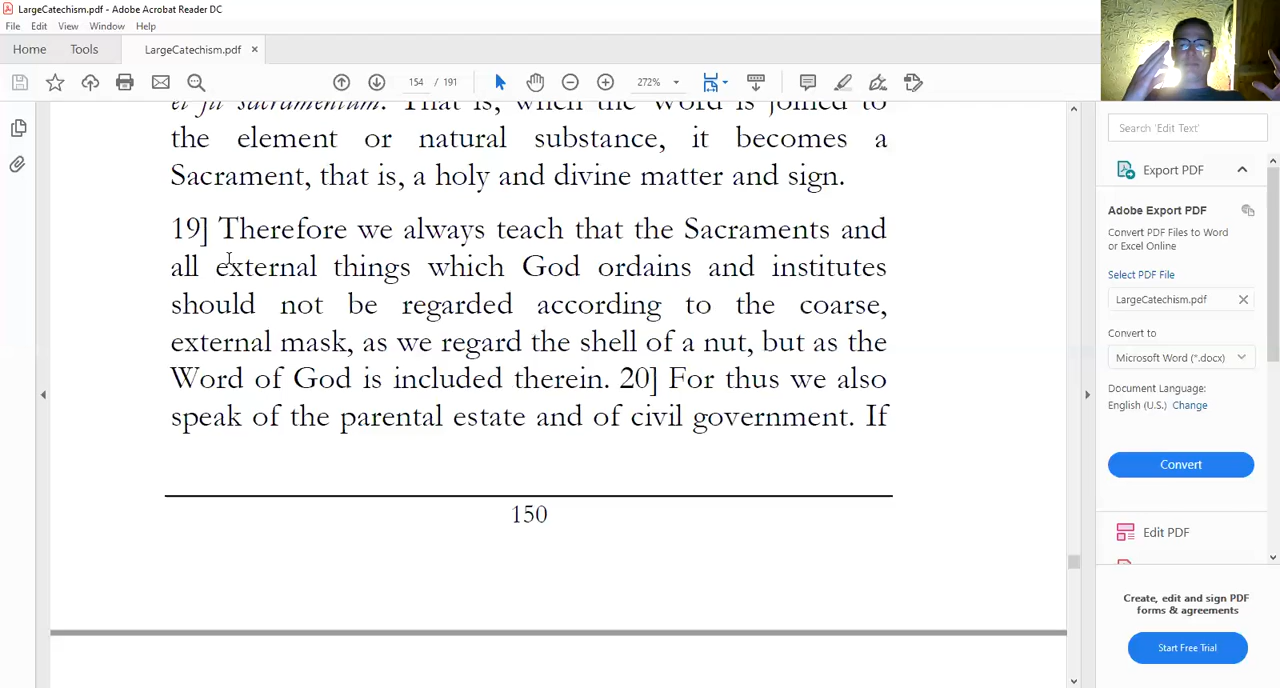 LargeCatechism.pdf - Adobe Acrobat Reader DC
File Edit View Window Help
Home Tools LargeCatechism.pdf ×
154 / 191 272%
et fit sacramentum. That is, when the Word is joined to
the element or natural substance, it becomes a
Sacrament, that is, a holy and divine matter and sign.
19] Therefore we always teach that the Sacraments and
all external things which God ordains and institutes
should not be regarded according to the coarse,
external mask, as we regard the shell of a nut, but as the
Word of God is included therein. 20] For thus we also
speak of the parental estate and of civil government. If
150
Search 'Edit Text'
Export PDF
Adobe Export PDF
Convert PDF Files to Word
or Excel Online
Select PDF File
LargeCatechism.pdf
Convert to
Microsoft Word (*.docx)
Document Language:
English (U.S.) Change
Convert
Edit PDF
Create, edit and sign PDF
forms & agreements
Start Free Trial